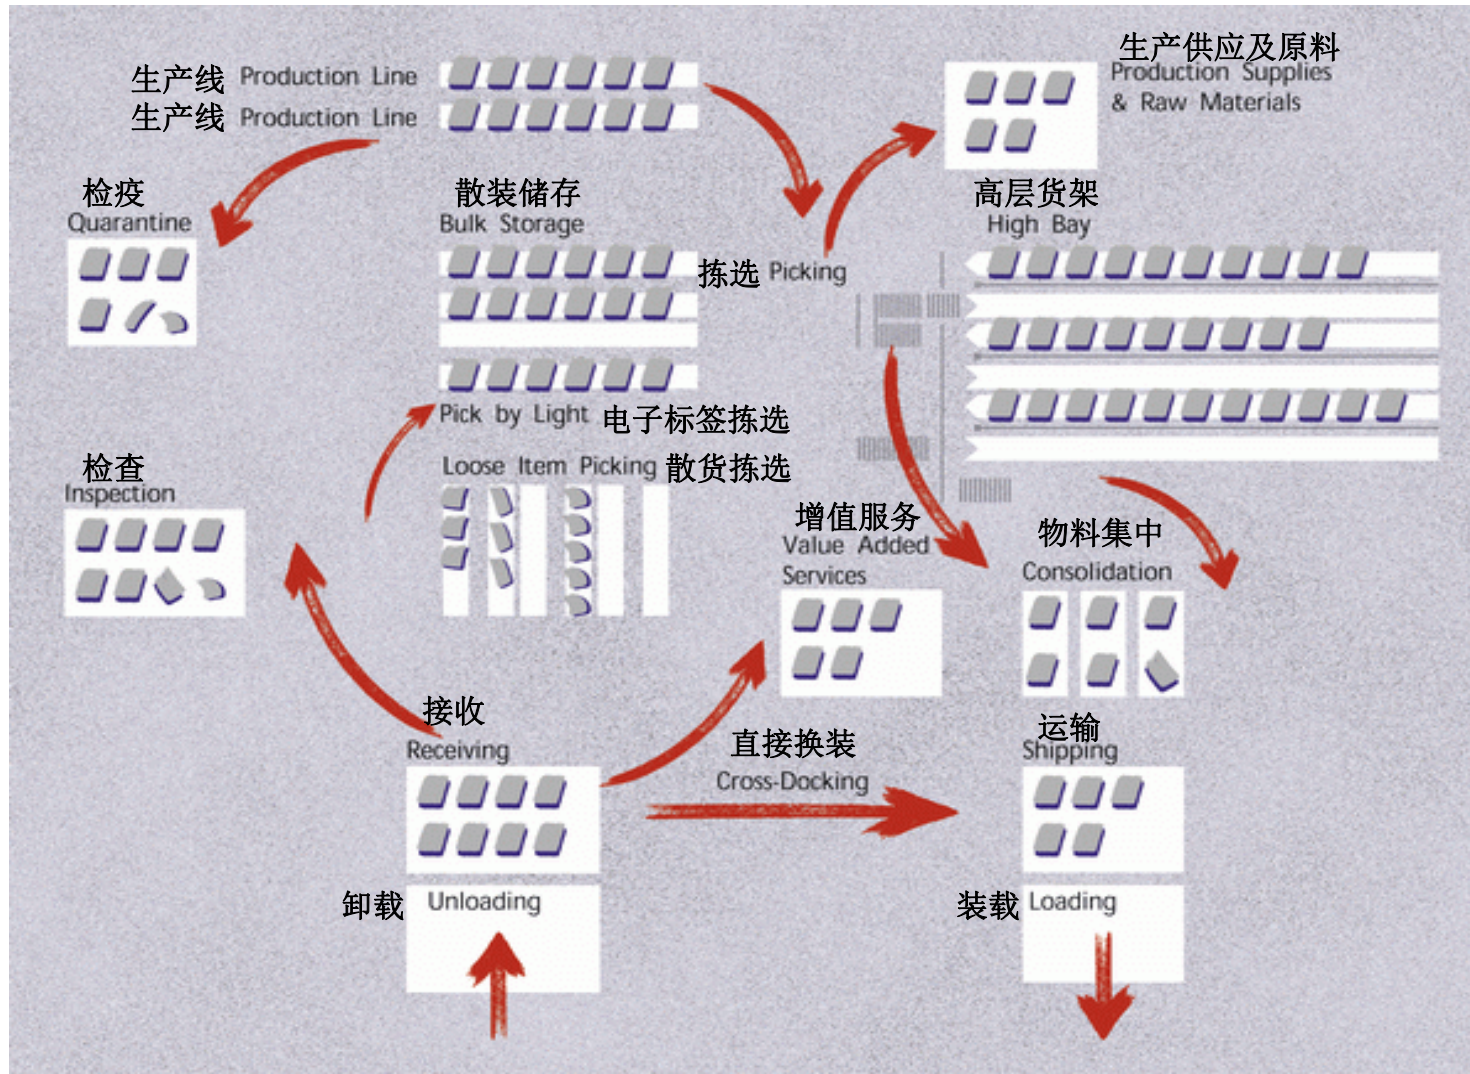 生产线 Production Line
生产线 Production Line
生产供应及原料
Production Supplies
& Raw Materials
检疫
Quarantine
散装储存
Bulk Storage
拣选 Picking
高层货架
High Bay
Pick by Light 电子标签拣选
Loose Item Picking 散货拣选
检查
Inspection
增值服务
Value Added
Services
物料集中
Consolidation
接收
Receiving
直接换装
Cross-Docking
运输
Shipping
卸载 Unloading
装载 Loading